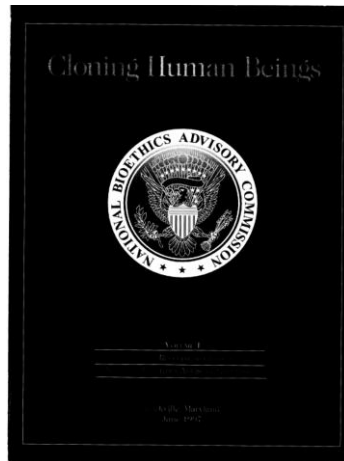 Cloning Human Beings
NATIONAL BIOETHICS ADVISORY COMMISSION
Volume I
Rockville, Maryland
June 1997